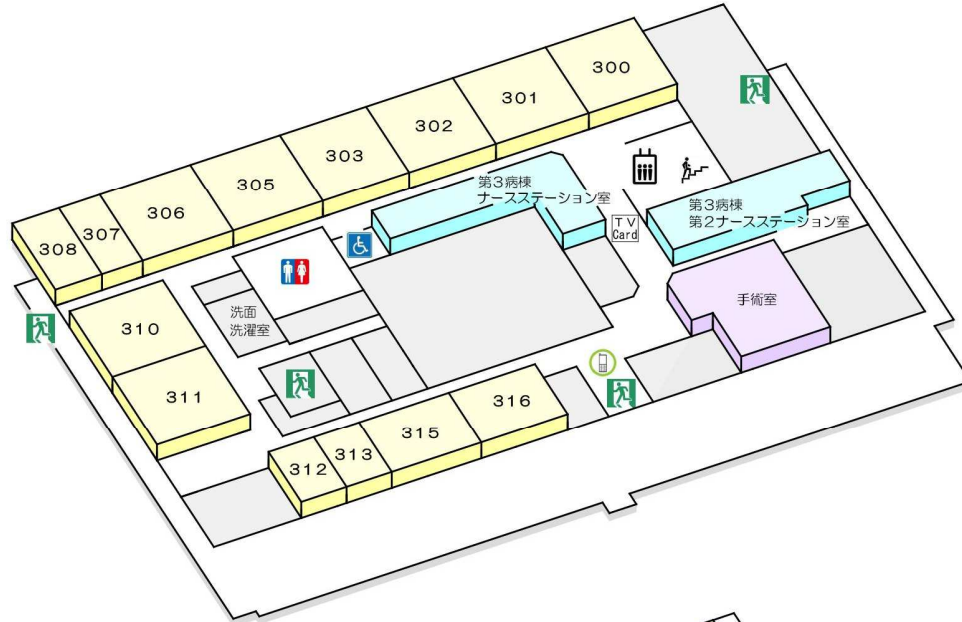 300
301
302
303
305
306
307
308
第3病棟
ナースステーション室
第3病棟
第2ナースステーション室
TV
Card
手術室
洗面
洗濯室
310
311
312
313
315
316